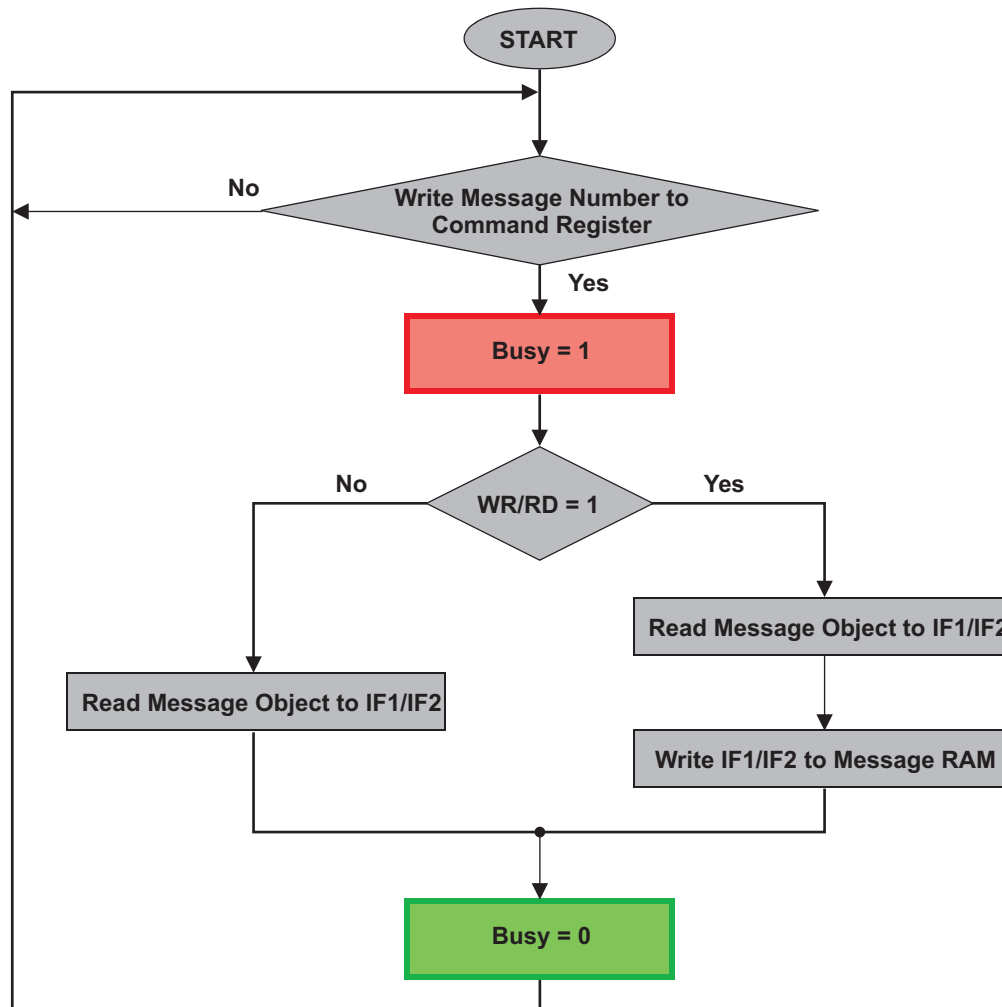 START
No
Write Message Number to
Command Register
Yes
Busy = 1
No
WR/RD = 1
Yes
Read Message Object to IF1/IF2
Read Message Object to IF1/IF2
Write IF1/IF2 to Message RAM
Busy = 0